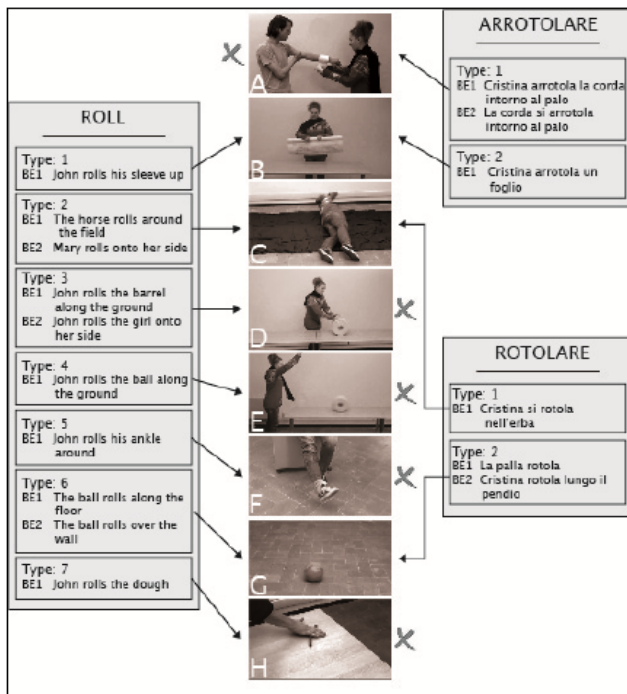 ROLL
Type: 1
BE1 John rolls his sleeve up
Type: 2
BE1 The horse rolls around
the field
BE2 Mary rolls onto her side
Type: 3
BE1 John rolls the barrel
along the ground
BE2 John rolls the girl onto
her side
Type: 4
BE1 John rolls the ball along
the ground
Type: 5
BE1 John rolls his ankle
around
Type: 6
BE1 The ball rolls along the
floor
BE2 The ball rolls over the
wall
Type: 7
BE1 John rolls the dough
A
B
C
D
E
F
G
H
ARROTOLARE
Type: 1
BE1 Cristina arrotola la corda
intorno al palo
BE2 La corda si arrotola
intorno al palo
Type: 2
BE1 Cristina arrotola un
foglio
ROTOLARE
Type: 1
BE1 Cristina si rotola
nell'erba
Type: 2
BE1 La palla rotola
BE2 Cristina rotola lungo il
pendio